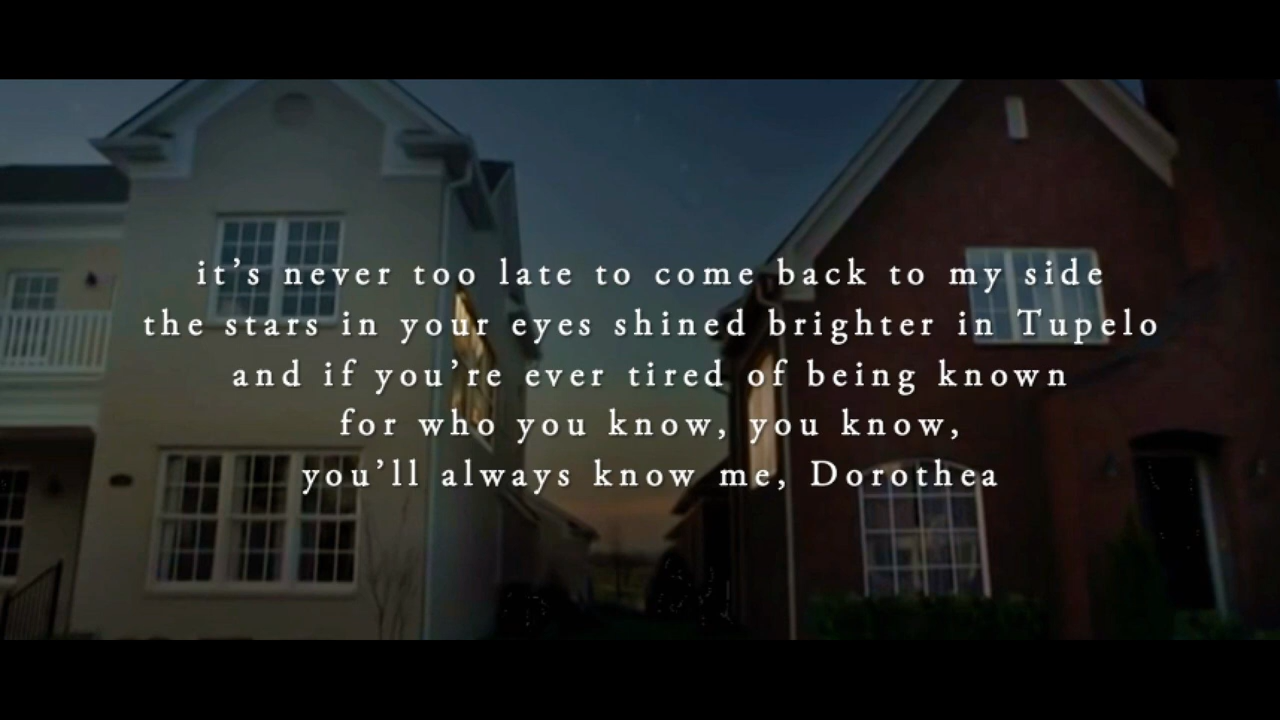 it’s never too late to come back to my side
the stars in your eyes shined brighter in Tupelo
and if you’re ever tired of being known
for who you know, you know,
you’ll always know me, Dorothea